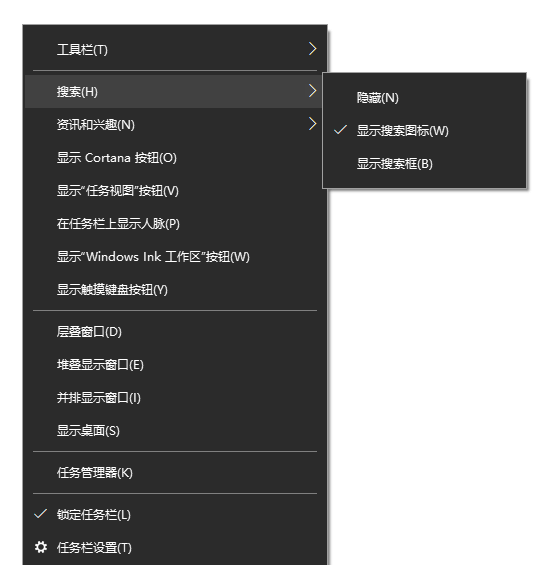 工具栏(T)
搜索(H)
隐藏(N)
显示搜索图标(W)
显示搜索框(B)
资讯和兴趣(N)
显示 Cortana 按钮(O)
显示“任务视图”按钮(V)
在任务栏上显示人脉(P)
显示“Windows Ink 工作区”按钮(W)
显示触摸键盘按钮(Y)
层叠窗口(D)
堆叠显示窗口(E)
并排显示窗口(I)
显示桌面(S)
任务管理器(K)
锁定任务栏(L)
任务栏设置(T)